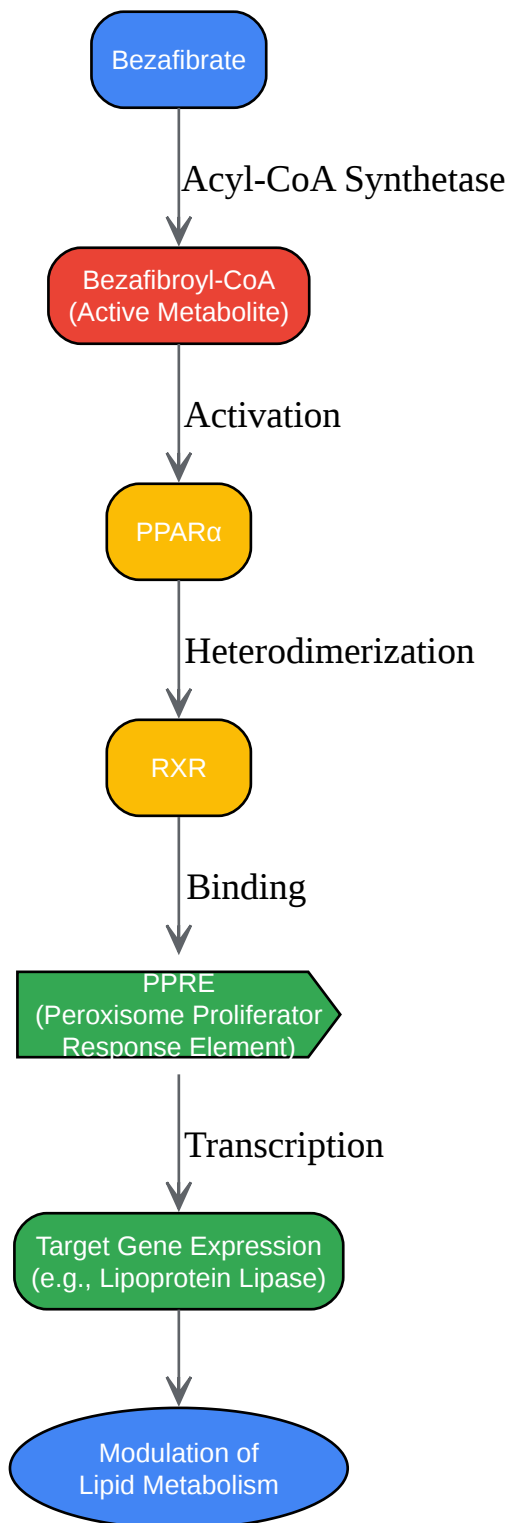 Bezafibrate
Acyl-CoA Synthetase
Bezafibroyl-CoA
(Active Metabolite)
Activation
PPARα
Heterodimerization
RXR
Binding
PPRE
(Peroxisome Proliferator
Response Element)
Transcription
Target Gene Expression
(e.g., Lipoprotein Lipase)
Modulation of
Lipid Metabolism